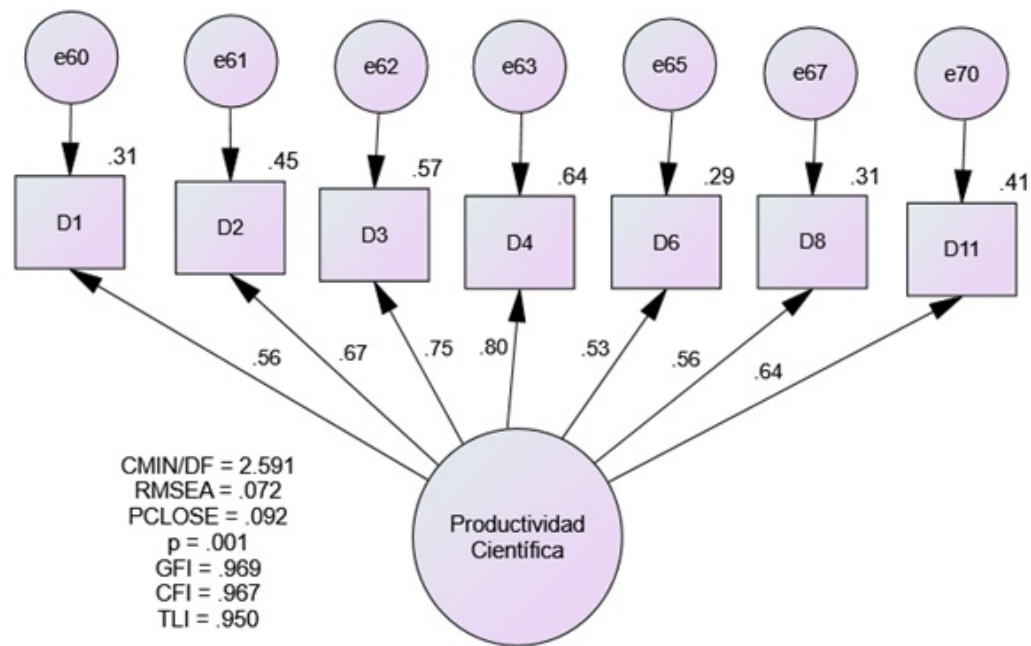 e60
e61
e62
e63
e65
e67
e70
.31
.45
.57
.64
.29
.31
.41
D1
D2
D3
D4
D6
D8
D11
.56
.67
.75
.80
.53
.56
.64
CMIN/DF = 2.591
RMSEA = .072
PCLOSE = .092
p = .001
GFI = .969
CFI = .967
TLI = .950
Productividad
Científica